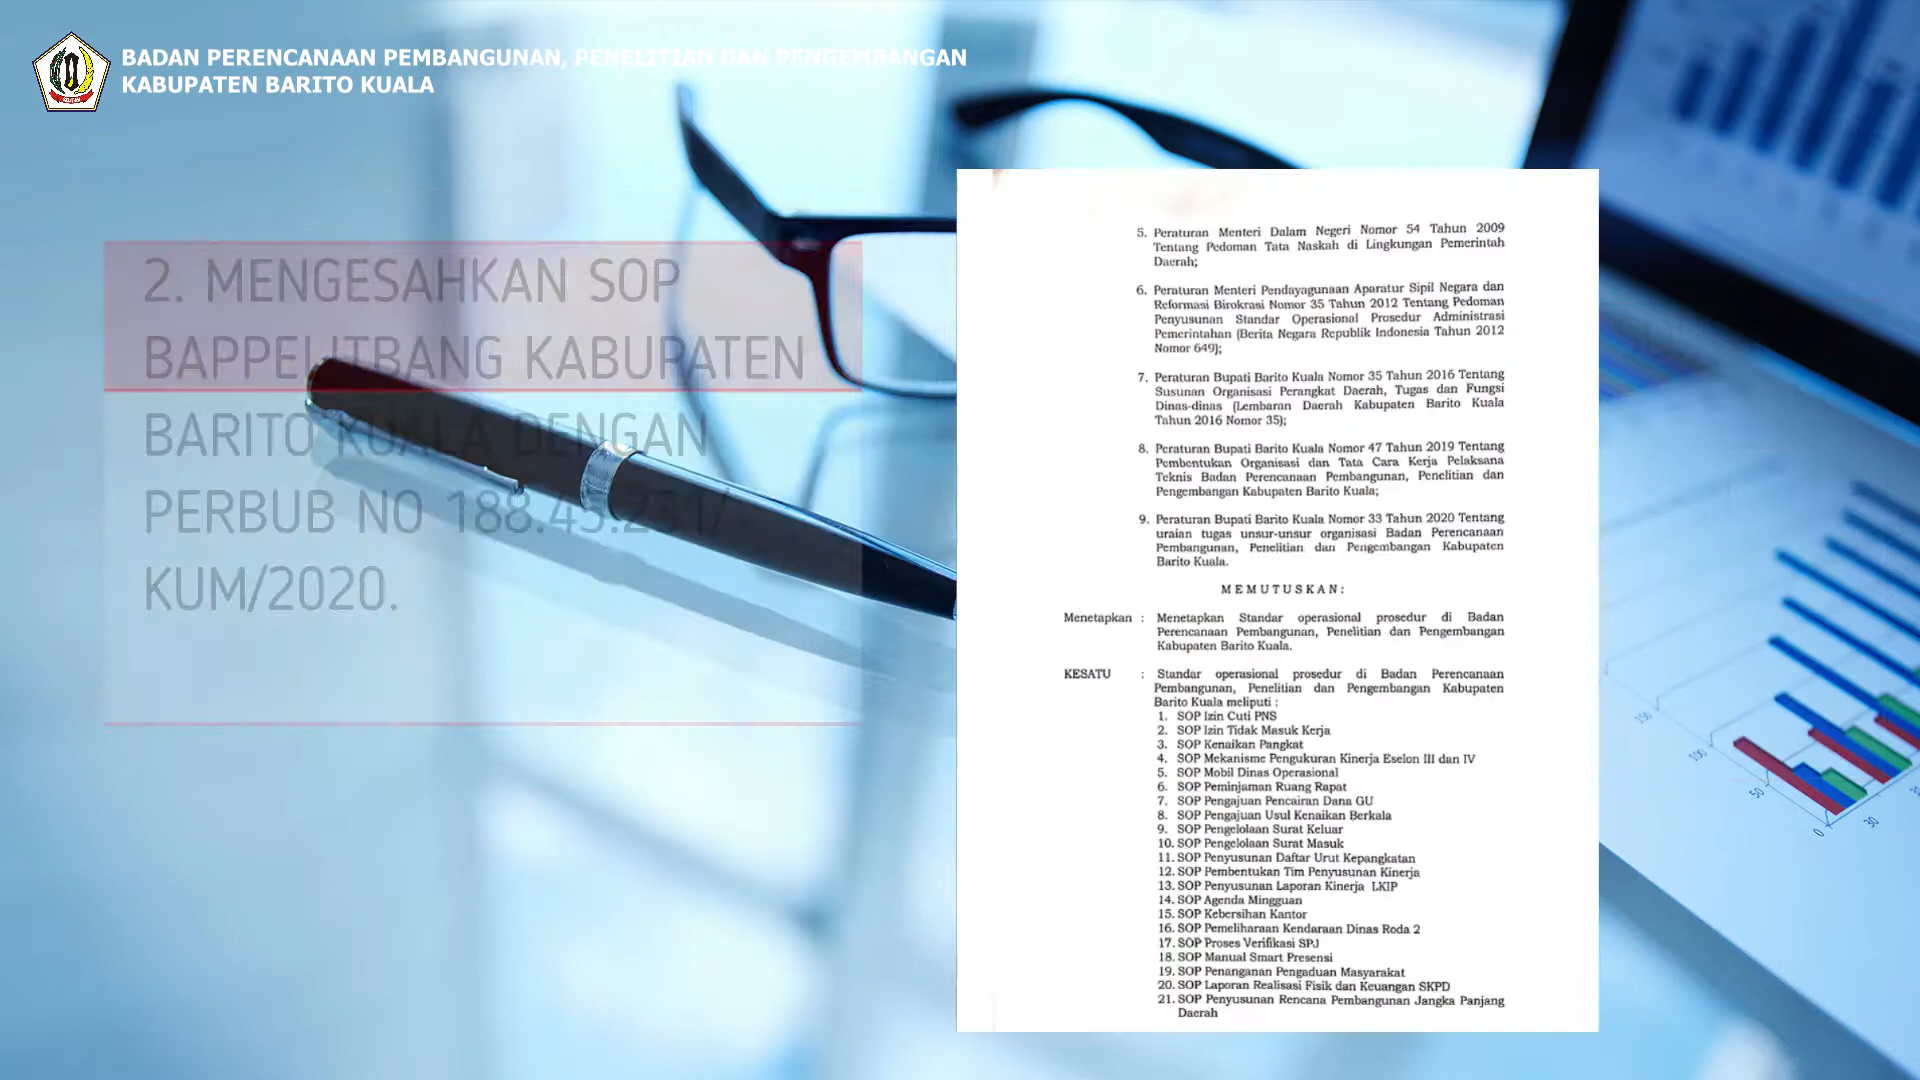 BADAN PERENCANAAN PEMBANGUNAN, PENELITIAN DAN PENGEMBANGAN
KABUPATEN BARITO KUALA
2. MENGESAHKAN SOP
BAPPELITBANG KABUPATEN
BARITO KUALA DENGAN
PERBUB NO 188.45.231/
KUM/2020.
5. Peraturan Menteri Dalam Negeri Nomor 54 Tahun 2009
Tentang Pedoman Tata Naskah di Lingkungan Pemerintah
Daerah;
6. Peraturan Menteri Pendayagunaan Aparatur Sipil Negara dan
Reformasi Birokrasi Nomor 35 Tahun 2012 Tentang Pedoman
Penyusunan Standar Operasional Prosedur Administrasi
Pemerintahan (Berita Negara Republik Indonesia Tahun 2012
Nomor 649);
7. Peraturan Bupati Barito Kuala Nomor 35 Tahun 2016 Tentang
Susunan Organisasi Perangkat Daerah, Tugas dan Fungsi
Dinas-dinas (Lembaran Daerah Kabupaten Barito Kuala
Tahun 2016 Nomor 35);
8. Peraturan Bupati Barito Kuala Nomor 47 Tahun 2019 Tentang
Pembentukan Organisasi dan Tata Cara Kerja Pelaksana
Teknis Badan Perencanaan Pembangunan, Penelitian dan
Pengembangan Kabupaten Barito Kuala;
9. Peraturan Bupati Barito Kuala Nomor 33 Tahun 2020 Tentang
uraian tugas unsur-unsur organisasi Badan Perencanaan
Pembangunan, Penelitian dan Pengembangan Kabupaten
Barito Kuala.
MEMUTUSKAN:
Menetapkan : Menetapkan Standar operasional prosedur di Badan
Perencanaan Pembangunan, Penelitian dan Pengembangan
Kabupaten Barito Kuala.
KESATU : Standar operasional prosedur di Badan Perencanaan
Pembangunan, Penelitian dan Pengembangan Kabupaten
Barito Kuala meliputi :
1. SOP Izin Cuti PNS
2. SOP Izin Tidak Masuk Kerja
3. SOP Kenaikan Pangkat
4. SOP Mekanisme Pengukuran Kinerja Eselon III dan IV
5. SOP Mobil Dinas Operasional
6. SOP Peminjaman Ruang Rapat
7. SOP Pengajuan Pencairan Dana GU
8. SOP Pengajuan Usul Kenaikan Berkala
9. SOP Pengelolaan Surat Keluar
10. SOP Pengelolaan Surat Masuk
11. SOP Penyusunan Daftar Urut Kepangkatan
12. SOP Pembentukan Tim Penyusunan Kinerja
13. SOP Penyusunan Laporan Kinerja LKIP
14. SOP Agenda Mingguan
15. SOP Kebersihan Kantor
16. SOP Pemeliharaan Kendaraan Dinas Roda 2
17. SOP Proses Verifikasi SPJ
18. SOP Manual Smart Presensi
19. SOP Penanganan Pengaduan Masyarakat
20. SOP Laporan Realisasi Fisik dan Keuangan SKPD
21. SOP Penyusunan Rencana Pembangunan Jangka Panjang
Daerah
150
100
50
0
30